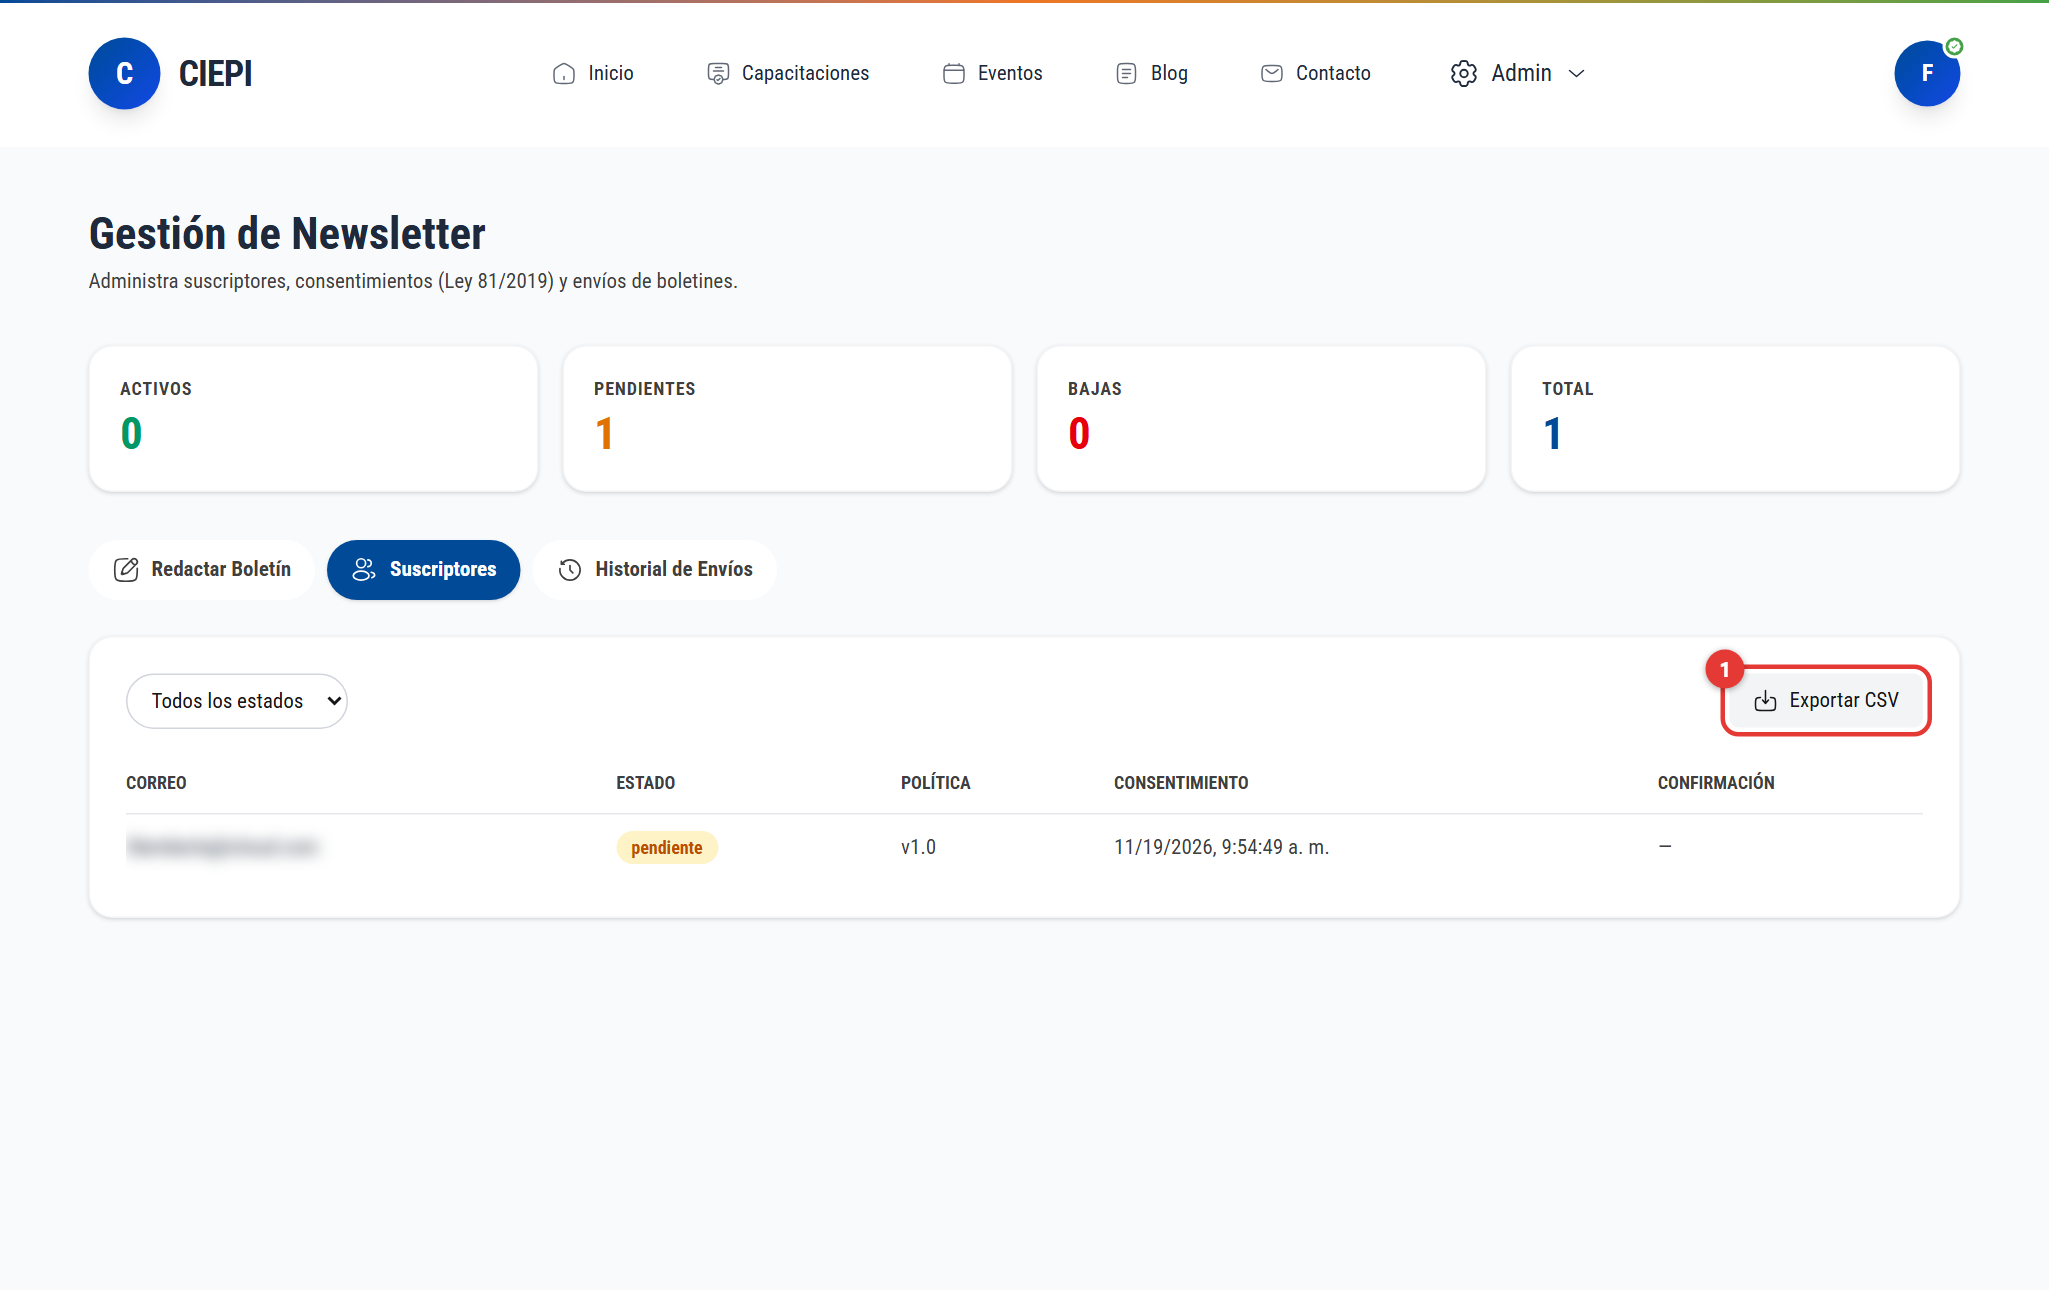 C CIEPI Inicio Capacitaciones Eventos Blog Contacto Admin F
Gestión de Newsletter
Administra suscriptores, consentimientos (Ley 81/2019) y envíos de boletines.
ACTIVOS PENDIENTES BAJAS TOTAL
0 1 0 1
Redactar Boletín Suscriptores Historial de Envíos
1
Todos los estados Exportar CSV
CORREO ESTADO POLÍTICA CONSENTIMIENTO CONFIRMACIÓN
pendiente v1.0 11/19/2026, 9:54:49 a. m. —